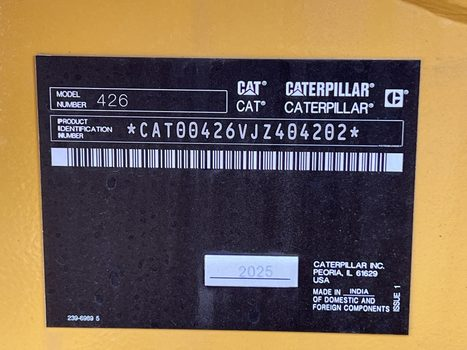 MODEL NUMBER 426
CAT® CATERPILLAR®
CAT® CATERPILLAR®
PRODUCT IDENTIFICATION NUMBER *CAT00426VJZ404202*
2025
CATERPILLAR INC.
PEORIA, IL 61629
USA
MADE IN INDIA
OF DOMESTIC AND
FOREIGN COMPONENTS
ISSUE 1
239-6989 5